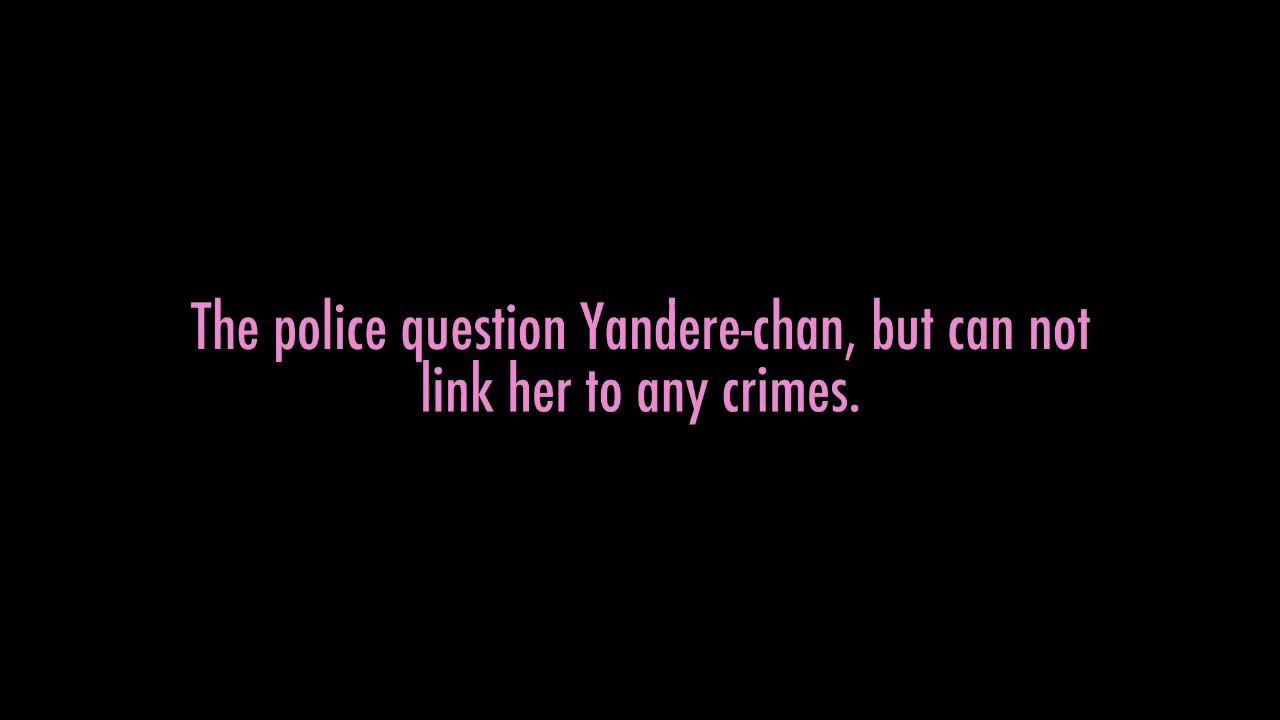 The police question Yandere-chan, but can not
link her to any crimes.